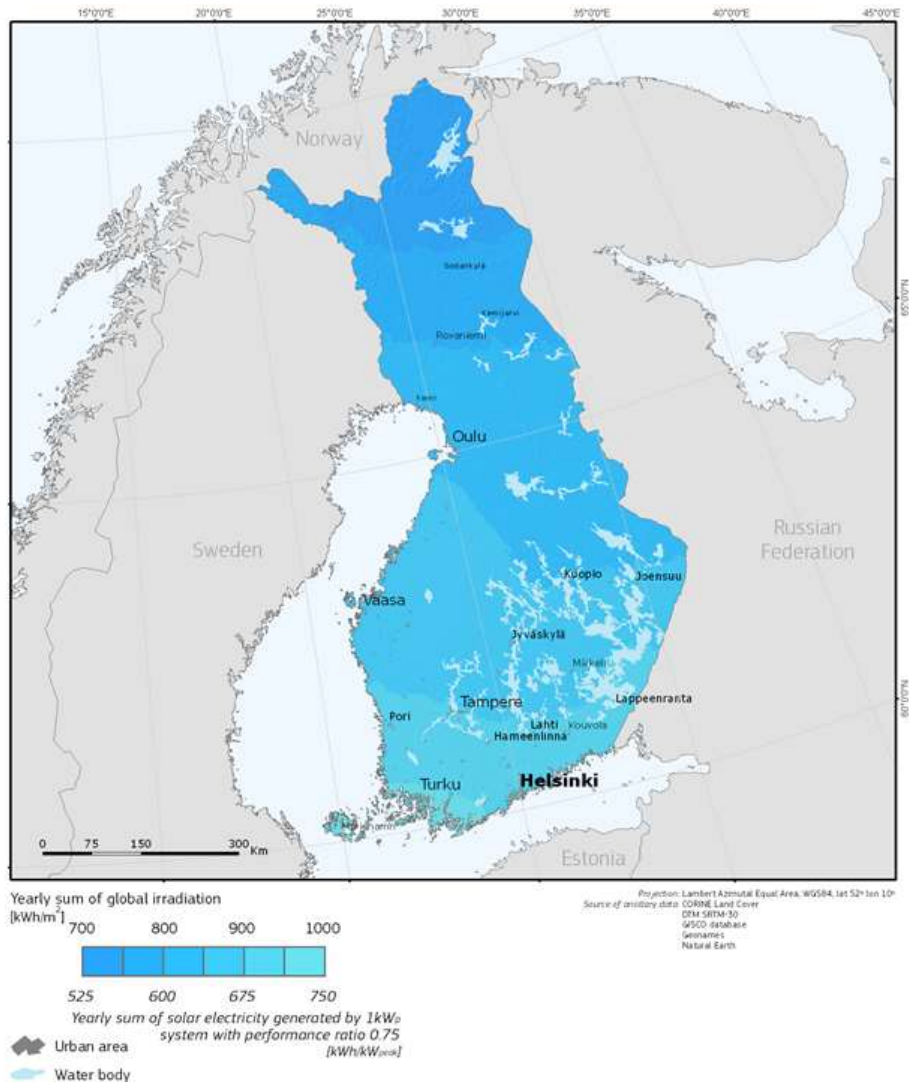 15°0'0"E 20°0'0"E 25°0'0"E 30°0'0"E 35°0'0"E 40°0'0"E 45°0'0"E
Norway
Sodankylä
65°0'0"N
Kemijarvi
Rovaniemi
Kemi
Oulu
Sweden
Russian
Federation
Kuopio
Joensuu
Vaasa
Jyväskylä
Mikkeli
Lappeenranta
60°0'0"N
Tampere
Pori
Lahti
Kouvola
Hameenlinna
Helsinki
Turku
0 75 150 300 Km
Estonia
Yearly sum of global irradiation
[kWh/m²]
700 800 900 1000
525 600 675 750
Yearly sum of solar electricity generated by 1kWp
system with performance ratio 0.75
[kWh/kWpeak]
Urban area
Water body
Projection: Lambert Azimutal Equal Area, WGS84, lat 52° lon 10°
Source of ancillary data: CORINE Land Cover
DTM SRTM-30
GISCO database
Geonames
Natural Earth